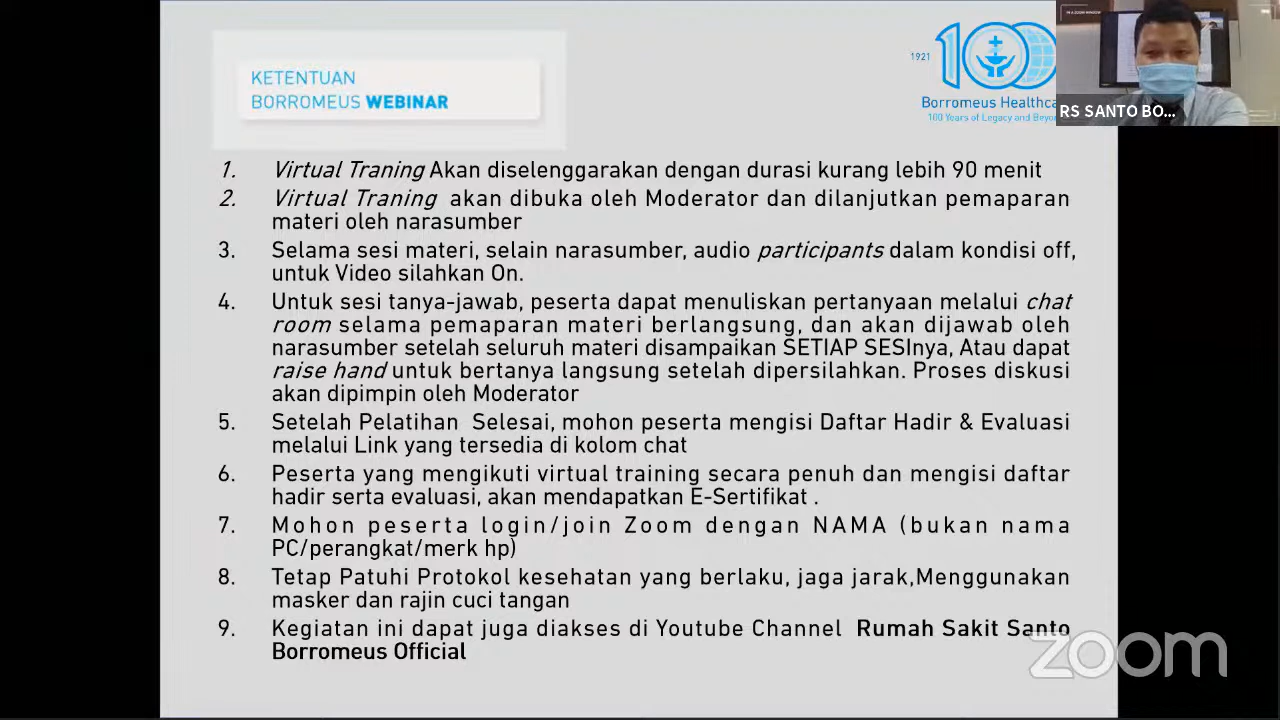 KETENTUAN
BORROMEUS WEBINAR
1921
100
Borromeus Healthca
100 Years of Legacy and Beyon
RS SANTO BO...
1. Virtual Traning Akan diselenggarakan dengan durasi kurang lebih 90 menit
2. Virtual Traning akan dibuka oleh Moderator dan dilanjutkan pemaparan
materi oleh narasumber
3. Selama sesi materi, selain narasumber, audio participants dalam kondisi off,
untuk Video silahkan On.
4. Untuk sesi tanya-jawab, peserta dapat menuliskan pertanyaan melalui chat
room selama pemaparan materi berlangsung, dan akan dijawab oleh
narasumber setelah seluruh materi disampaikan SETIAP SESInya, Atau dapat
raise hand untuk bertanya langsung setelah dipersilahkan. Proses diskusi
akan dipimpin oleh Moderator
5. Setelah Pelatihan Selesai, mohon peserta mengisi Daftar Hadir & Evaluasi
melalui Link yang tersedia di kolom chat
6. Peserta yang mengikuti virtual training secara penuh dan mengisi daftar
hadir serta evaluasi, akan mendapatkan E-Sertifikat .
7. Mohon peserta login/join Zoom dengan NAMA (bukan nama
PC/perangkat/merk hp)
8. Tetap Patuhi Protokol kesehatan yang berlaku, jaga jarak,Menggunakan
masker dan rajin cuci tangan
9. Kegiatan ini dapat juga diakses di Youtube Channel Rumah Sakit Santo
Borromeus Official
zoom